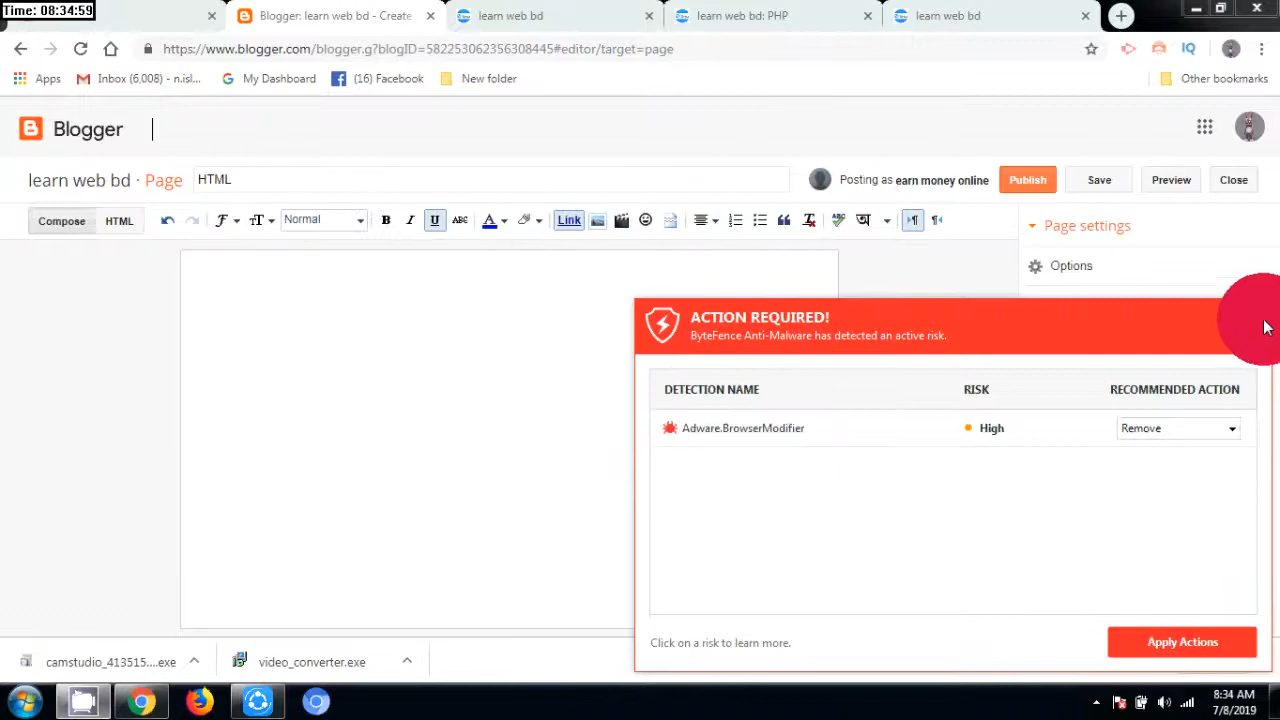 Time: 08:34:59
Blogger: learn web bd - Create
learn web bd
learn web bd: PHP
learn web bd
https://www.blogger.com/blogger.g?blogID=582253062356308445#editor/target=page
IQ
Apps
Inbox (6,008) - n.isl...
My Dashboard
(16) Facebook
New folder
Other bookmarks
Blogger
learn web bd · Page
HTML
Posting as earn money online
Publish
Save
Preview
Close
Compose
HTML
Normal
B
I
U
ABC
A
Link
Page settings
Options
ACTION REQUIRED!
ByteFence Anti-Malware has detected an active risk.
DETECTION NAME
RISK
RECOMMENDED ACTION
Adware.BrowserModifier
High
Remove
Click on a risk to learn more.
Apply Actions
camstudio_413515....exe
video_converter.exe
8:34 AM
7/8/2019